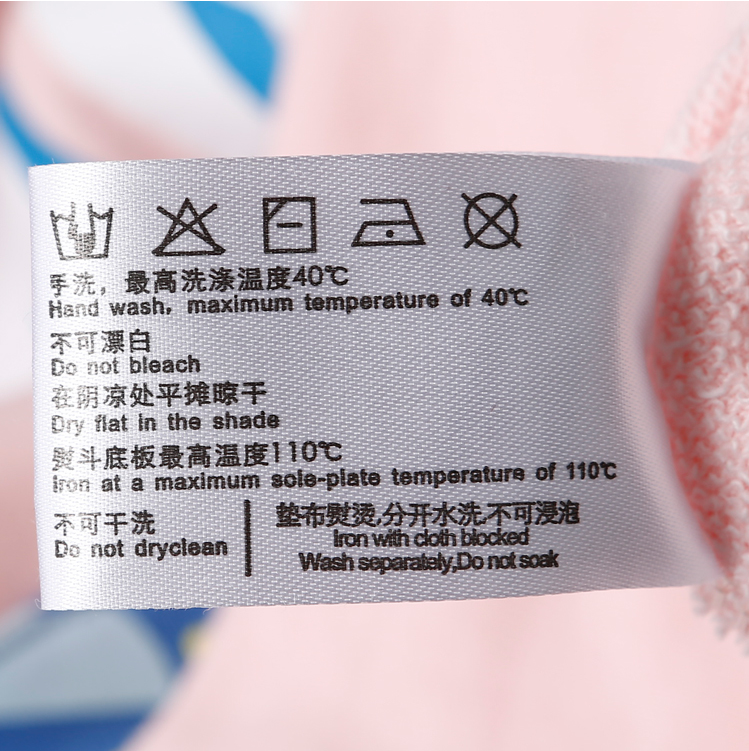 手洗，最高洗涤温度40℃
Hand wash, maximum temperature of 40℃
不可漂白
Do not bleach
在阴凉处平摊晾干
Dry flat in the shade
熨斗底板最高温度110℃
Iron at a maximum sole-plate temperature of 110℃
不可干洗
Do not dryclean
垫布熨烫,分开水洗,不可浸泡
Iron with cloth blocked
Wash separately,Do not soak